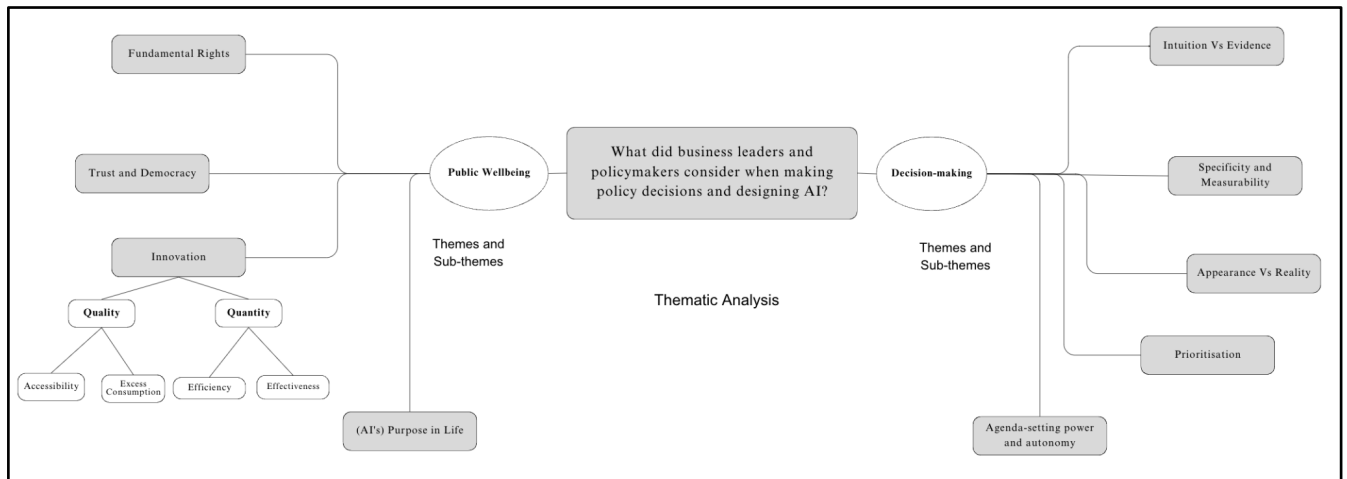 Fundamental Rights
Trust and Democracy
Innovation
Quality
Quantity
Accessibility
Excess
Consumption
Efficiency
Effectiveness
(AI's) Purpose in Life
Public Wellbeing
Themes and
Sub-themes
What did business leaders and
policymakers consider when making
policy decisions and designing AI?
Thematic Analysis
Decision-making
Themes and
Sub-themes
Intuition Vs Evidence
Specificity and
Measurability
Appearance Vs Reality
Prioritisation
Agenda-setting power
and autonomy